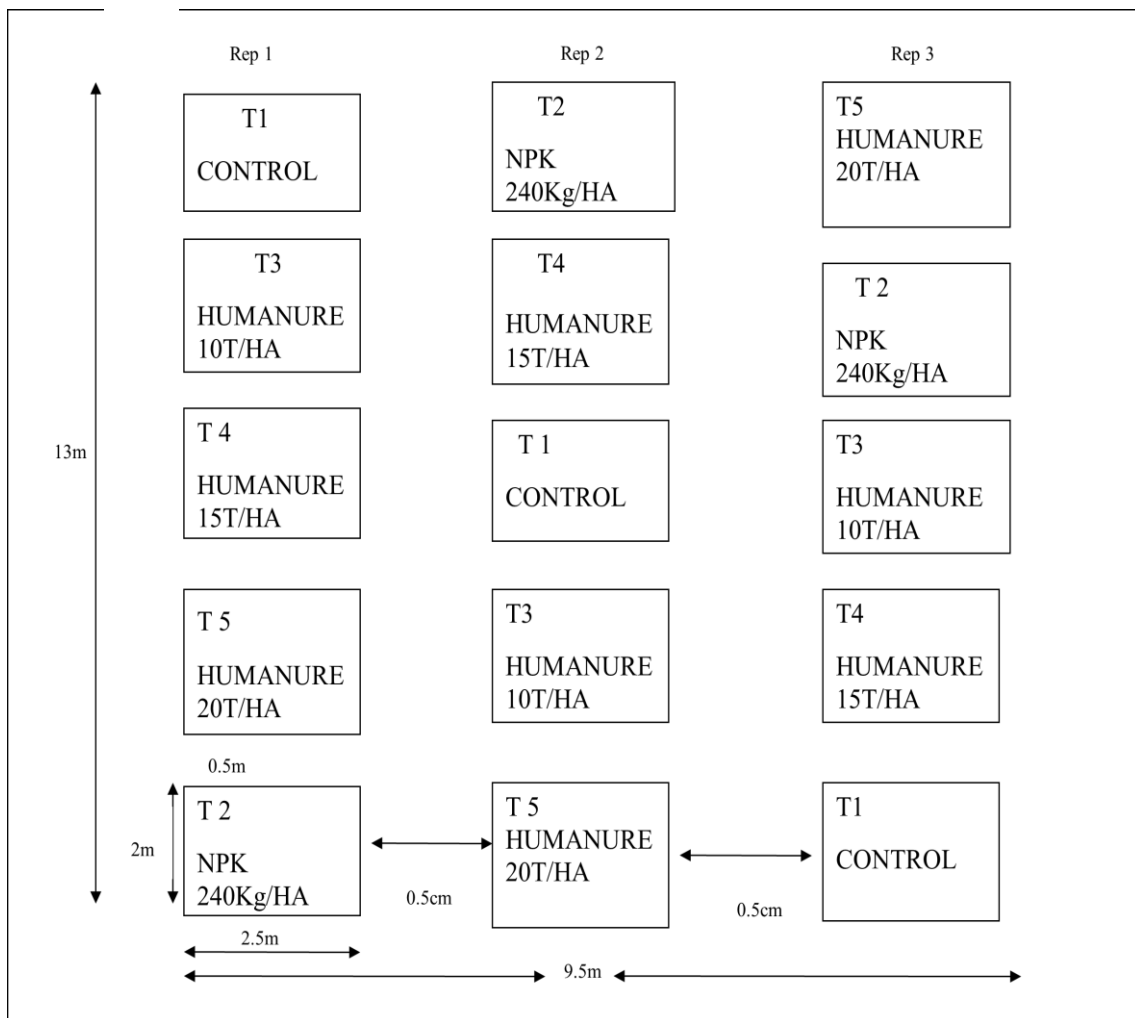 Rep 1
Rep 2
Rep 3
T1
CONTROL
T2
NPK
240Kg/HA
T5
HUMANURE
20T/HA
T3
HUMANURE
10T/HA
T4
HUMANURE
15T/HA
T 2
NPK
240Kg/HA
13m
T 4
HUMANURE
15T/HA
T 1
CONTROL
T3
HUMANURE
10T/HA
T 5
HUMANURE
20T/HA
T3
HUMANURE
10T/HA
T4
HUMANURE
15T/HA
0.5m
2m
T 2
NPK
240Kg/HA
0.5cm
T 5
HUMANURE
20T/HA
0.5cm
T1
CONTROL
2.5m
9.5m